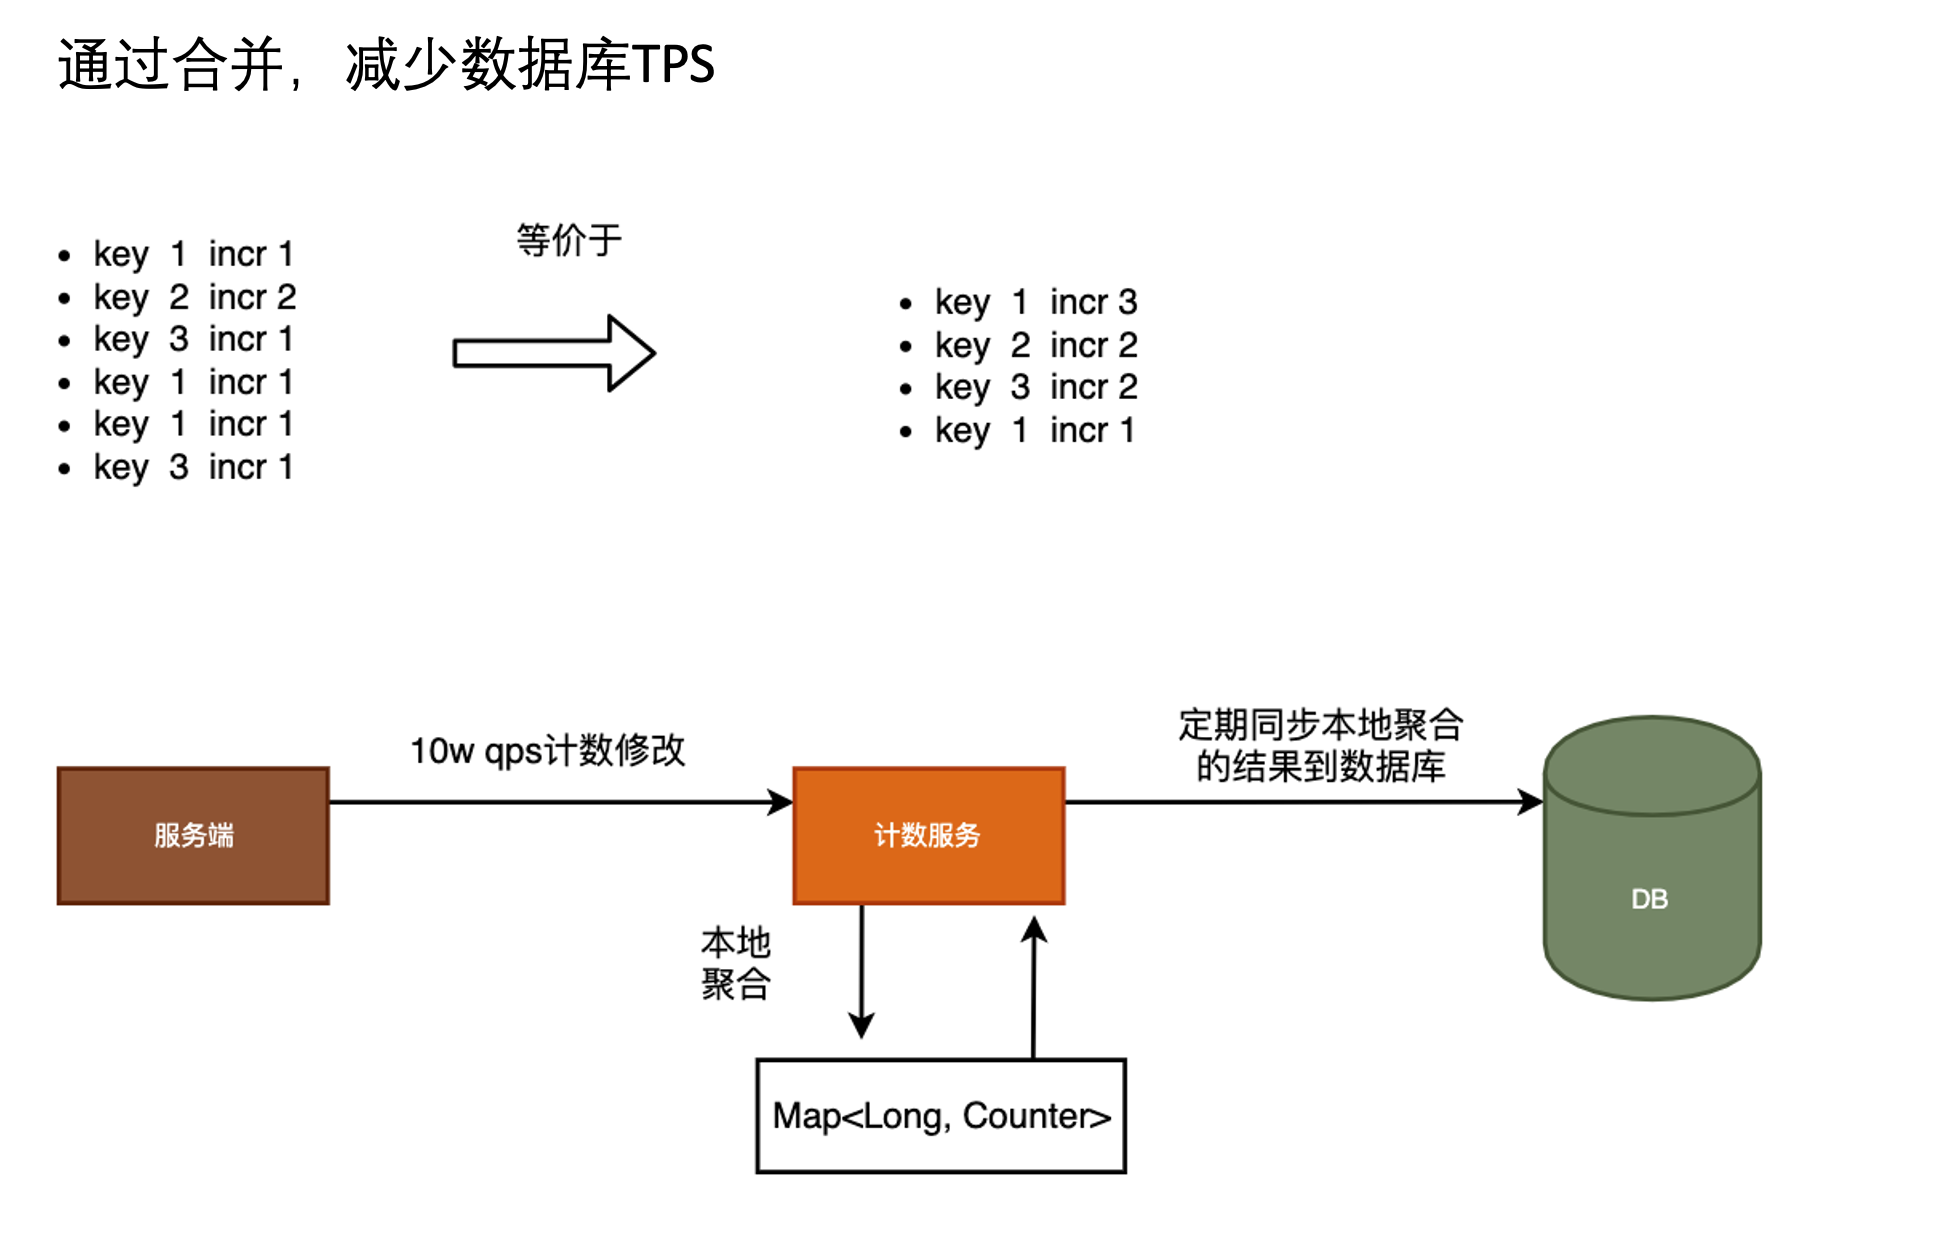 通过合并，减少数据库TPS
key 1 incr 1
key 2 incr 2
key 3 incr 1
key 1 incr 1
key 1 incr 1
key 3 incr 1
等价于
key 1 incr 3
key 2 incr 2
key 3 incr 2
key 1 incr 1
服务端
10w qps计数修改
计数服务
定期同步本地聚合
的结果到数据库
DB
本地
聚合
Map<Long, Counter>